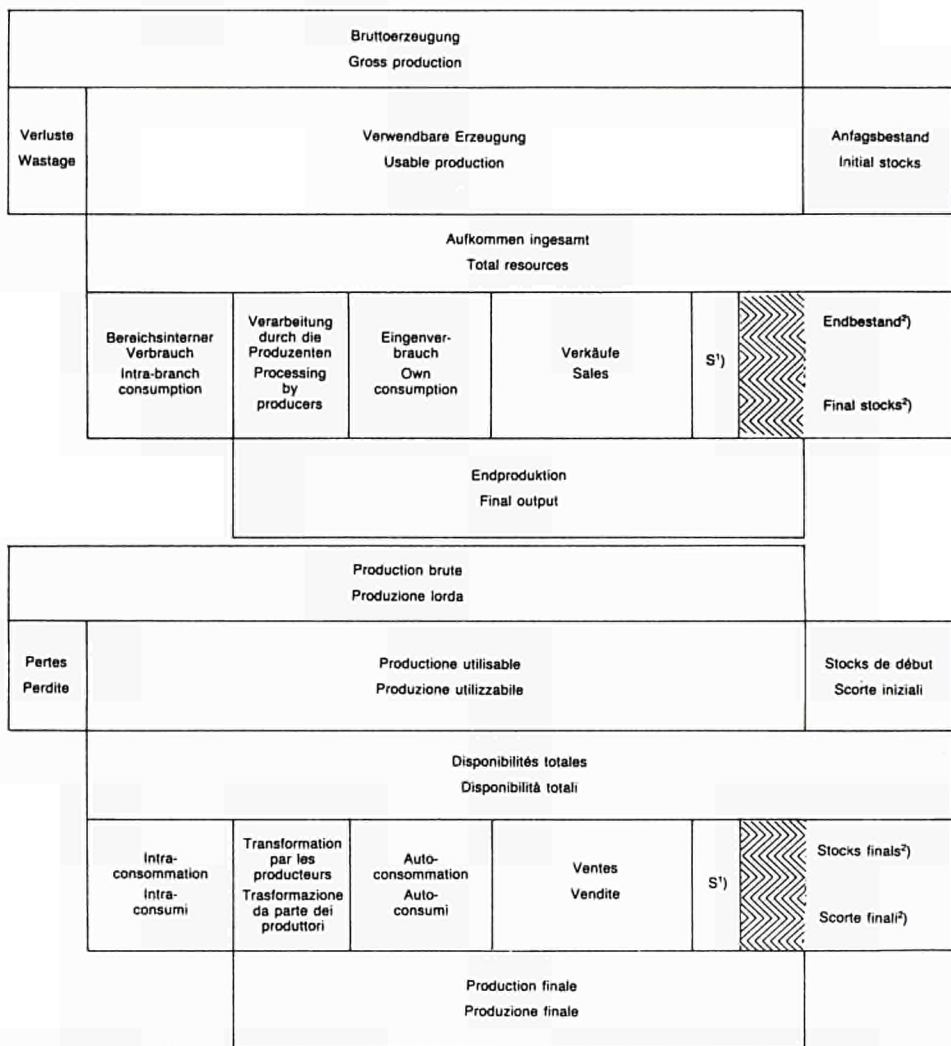 Bruttoerzeugung
Gross production
Verluste
Wastage
Verwendbare Erzeugung
Usable production
Anfagsbestand
Initial stocks
Aufkommen ingesamt
Total resources
Bereichsinterner
Verbrauch
Intra-branch
consumption
Verarbeitung
durch die
Produzenten
Processing
by
producers
Eingenver-
brauch
Own
consumption
Verkäufe
Sales
S¹)
Endbestand²)
Final stocks²)
Endproduktion
Final output
Production brute
Produzione lorda
Pertes
Perdite
Productione utilisable
Produzione utilizzabile
Stocks de début
Scorte iniziali
Disponibilités totales
Disponibilità totali
Intra-
consommation
Intra-
consumi
Transformation
par les
producteurs
Trasformazione
da parte dei
produttori
Auto-
consommation
Auto-
consumi
Ventes
Vendite
S¹)
Stocks finals²)
Scorte finali²)
Production finale
Produzione finale